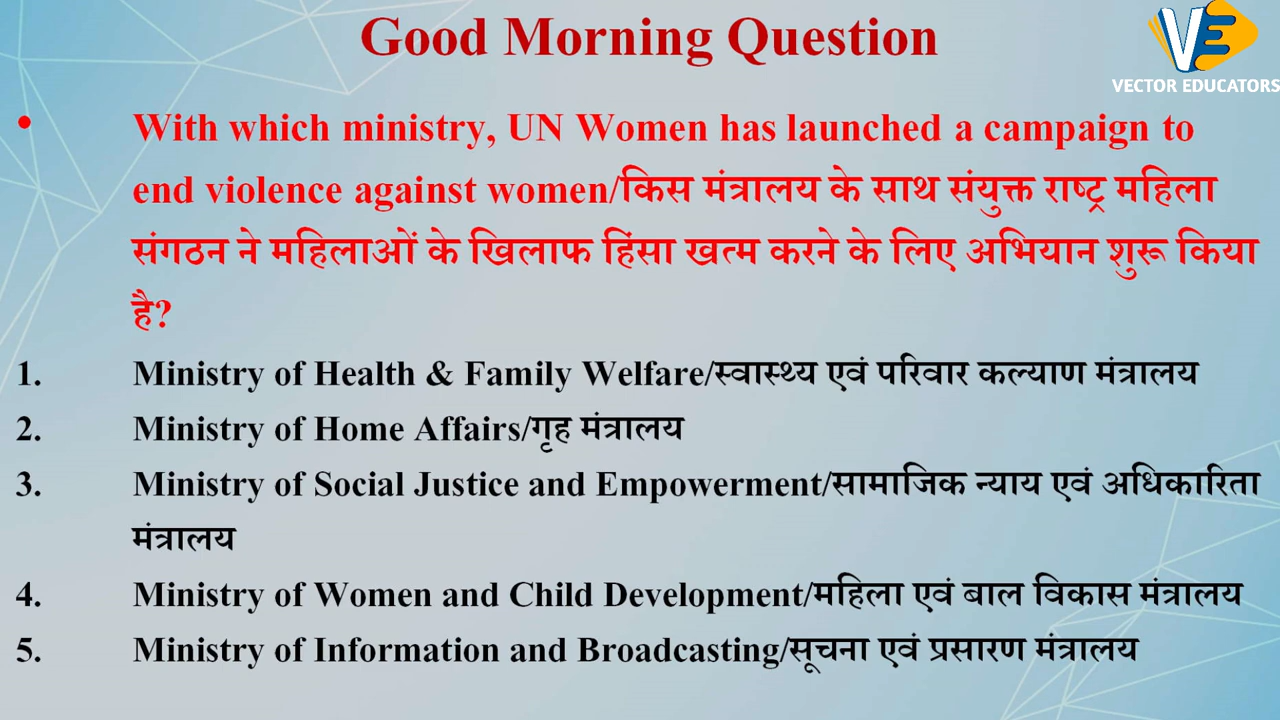 Good Morning Question
VE
VECTOR EDUCATORS
• With which ministry, UN Women has launched a campaign to
end violence against women/किस मंत्रालय के साथ संयुक्त राष्ट्र महिला
संगठन ने महिलाओं के खिलाफ हिंसा खत्म करने के लिए अभियान शुरू किया
है?
1. Ministry of Health & Family Welfare/स्वास्थ्य एवं परिवार कल्याण मंत्रालय
2. Ministry of Home Affairs/गृह मंत्रालय
3. Ministry of Social Justice and Empowerment/सामाजिक न्याय एवं अधिकारिता
मंत्रालय
4. Ministry of Women and Child Development/महिला एवं बाल विकास मंत्रालय
5. Ministry of Information and Broadcasting/सूचना एवं प्रसारण मंत्रालय